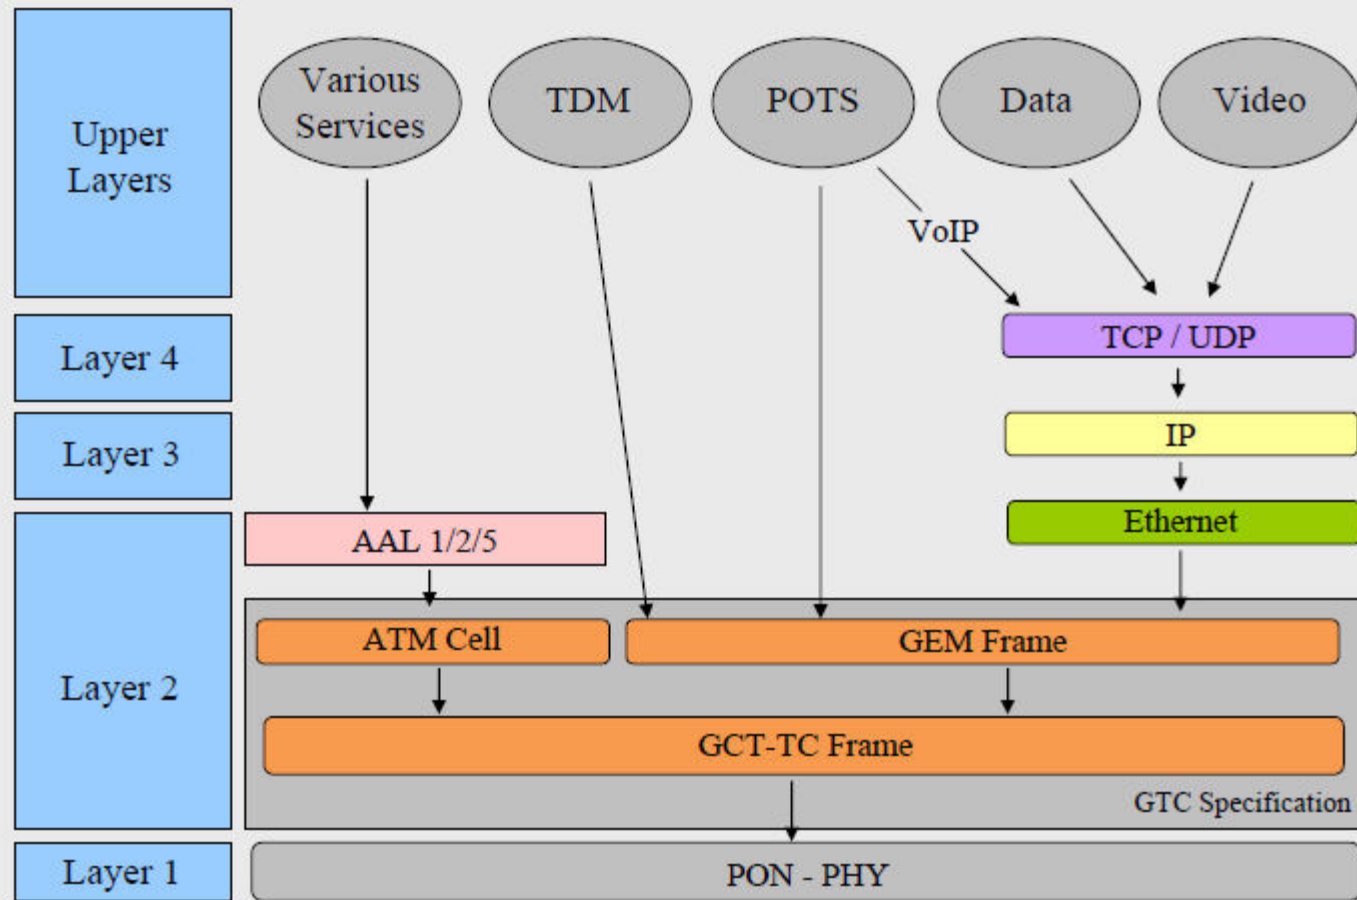 Upper
Layers
Various
Services
TDM
POTS
Data
Video
VoIP
Layer 4
TCP / UDP
Layer 3
IP
Layer 2
AAL 1/2/5
Ethernet
ATM Cell
GEM Frame
GCT-TC Frame
GTC Specification
Layer 1
PON - PHY